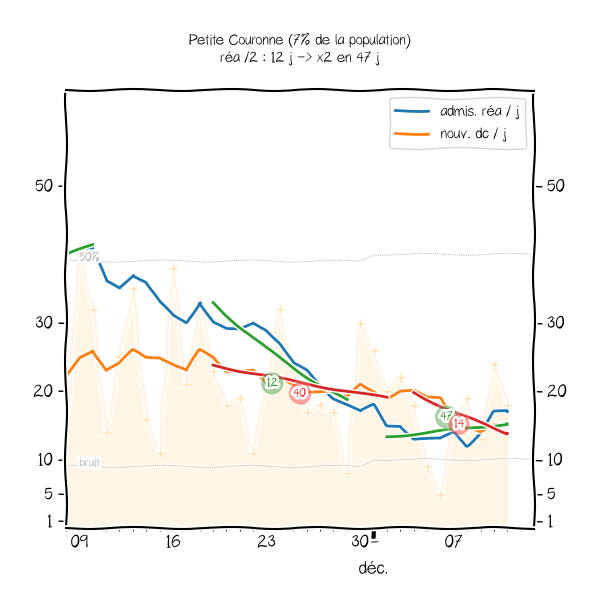 Petite Couronne (7% de la population)
réa /2 : 12 j -> x2 en 47 j
admis. réa / j
nouv. dc / j
50 50
50%
30 30
20 20
12
40
47
14
10 10
bruit
5 5
1 1
09 16 23 30 07
déc.